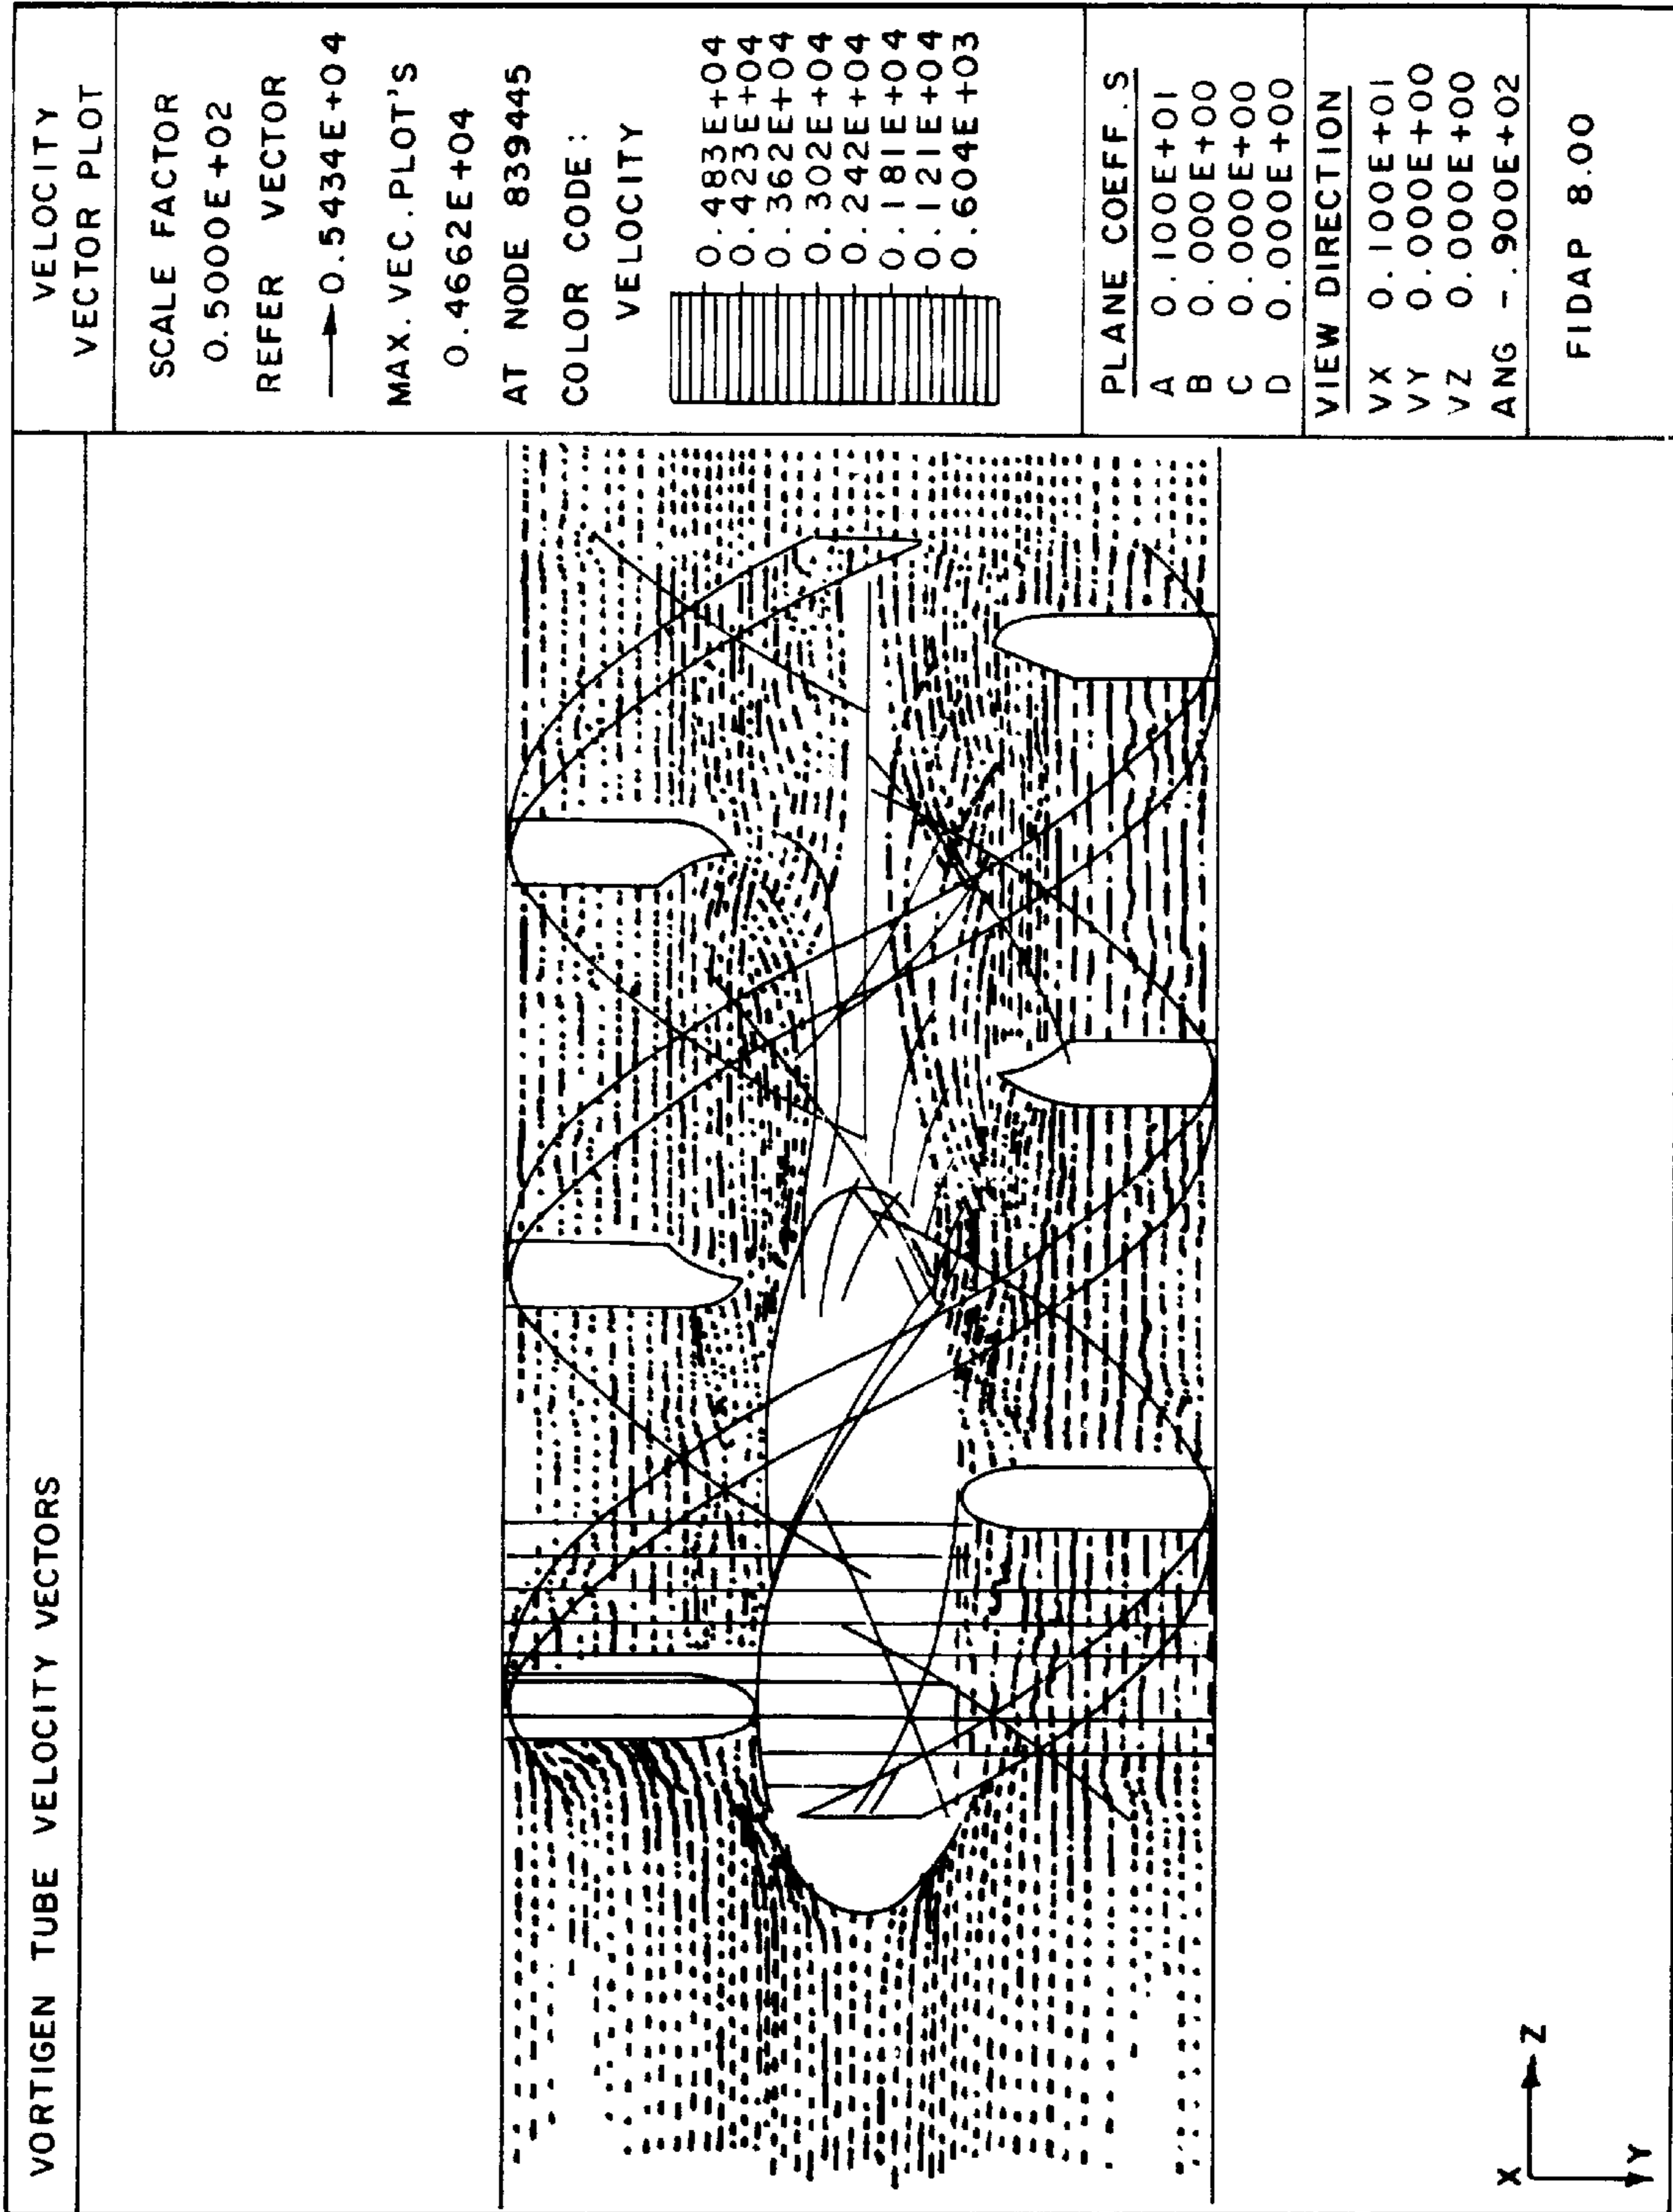 VORTIGEN TUBE VELOCITY VECTORS
VELOCITY
VECTOR PLOT
SCALE FACTOR
0.5000E+02
REFER VECTOR
0.5434E+04
MAX.VEC.PLOT'S
0.4662E+04
AT NODE 839445
COLOR CODE:
VELOCITY
0.483E+04
0.423E+04
0.362E+04
0.302E+04
0.242E+04
0.181E+04
0.121E+04
0.604E+03
PLANE COEFF.S
A 0.100E+01
B 0.000E+00
C 0.000E+00
D 0.000E+00
VIEW DIRECTION
VX 0.100E+01
VY 0.000E+00
VZ 0.000E+00
ANG -.900E+02
FIDAP 8.00
X
Z
Y